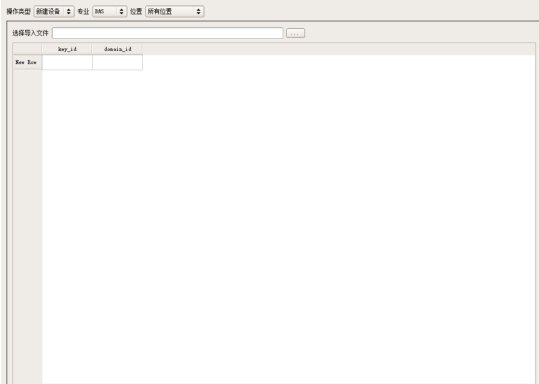 操作类型 新建设备 专业 BAS 位置 所有位置
选择导入文件 ...
key_id domain_id
New Row